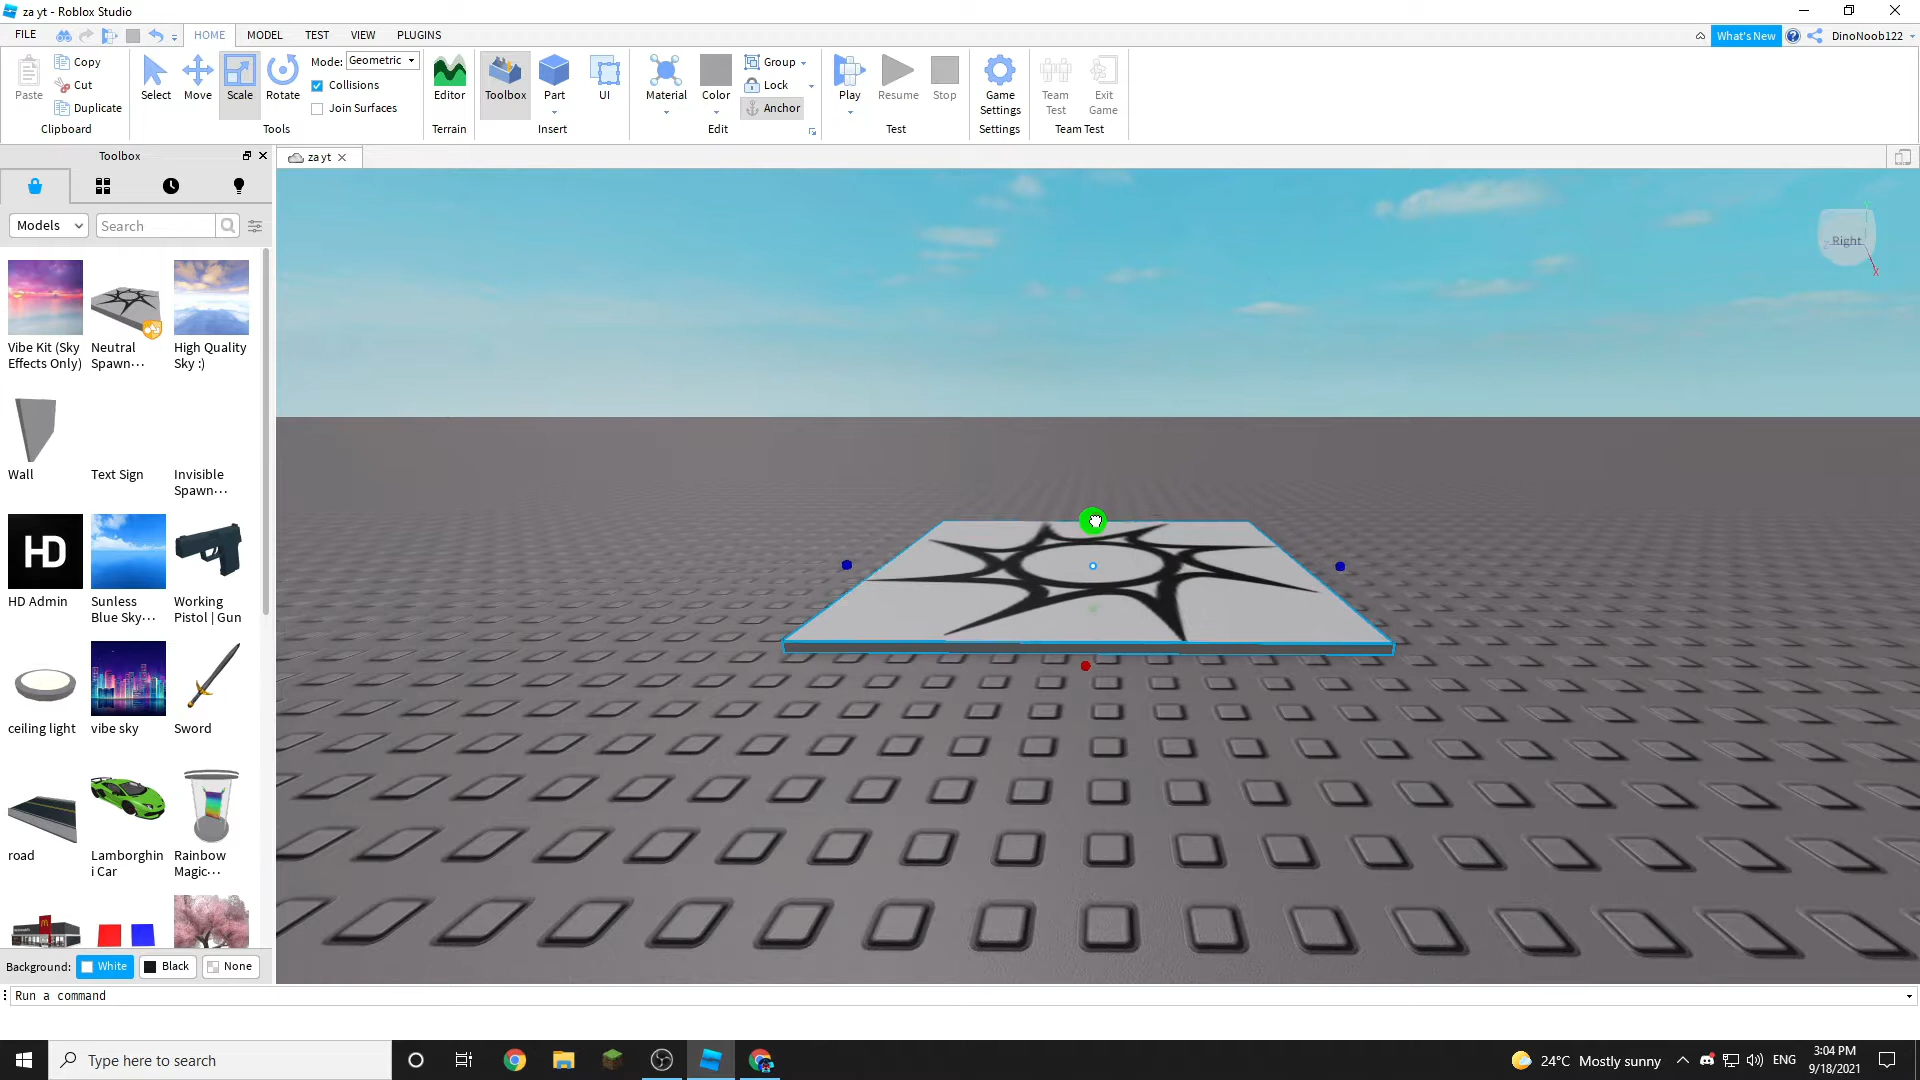 za yt - Roblox Studio
FILE
HOME
MODEL
TEST
VIEW
PLUGINS
What's New
DinoNoob122
Paste
Copy
Cut
Duplicate
Clipboard
Select
Move
Scale
Rotate
Mode: Geometric
Collisions
Join Surfaces
Tools
Editor
Terrain
Toolbox
Part
UI
Insert
Material
Color
Group
Lock
Anchor
Edit
Play
Resume
Stop
Test
Game
Settings
Settings
Team
Test
Exit
Game
Team Test
Toolbox
za yt
Models
Search
Vibe Kit (Sky
Effects Only)
Neutral
Spawn...
High Quality
Sky :)
Wall
Text Sign
Invisible
Spawn...
HD
HD Admin
Sunless
Blue Sky...
Working
Pistol | Gun
ceiling light
vibe sky
Sword
road
Lamborghin
i Car
Rainbow
Magic...
Background:
White
Black
None
Right
Z
Y
X
Run a command
Type here to search
24°C Mostly sunny
ENG
3:04 PM
9/18/2021